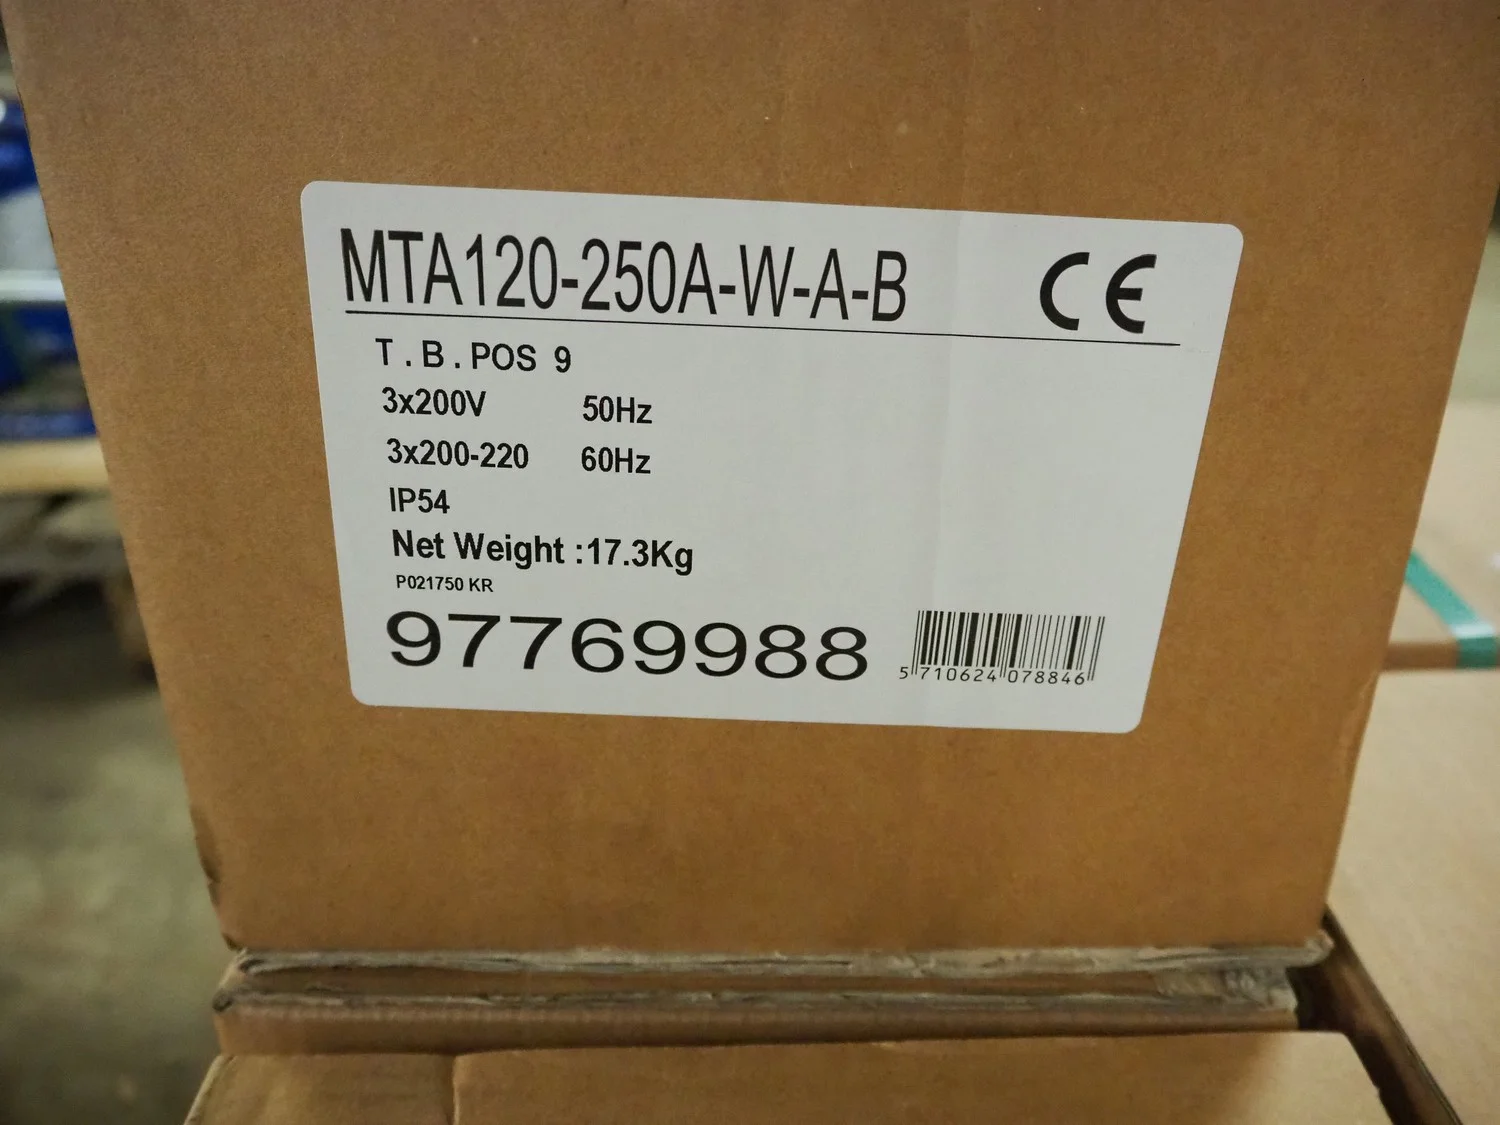 MTA120-250A-W-A-B CE
T.B.POS 9
3x200V 50Hz
3x200-220 60Hz
IP54
Net Weight :17.3Kg
P021750 KR
97769988
5 710624 078846